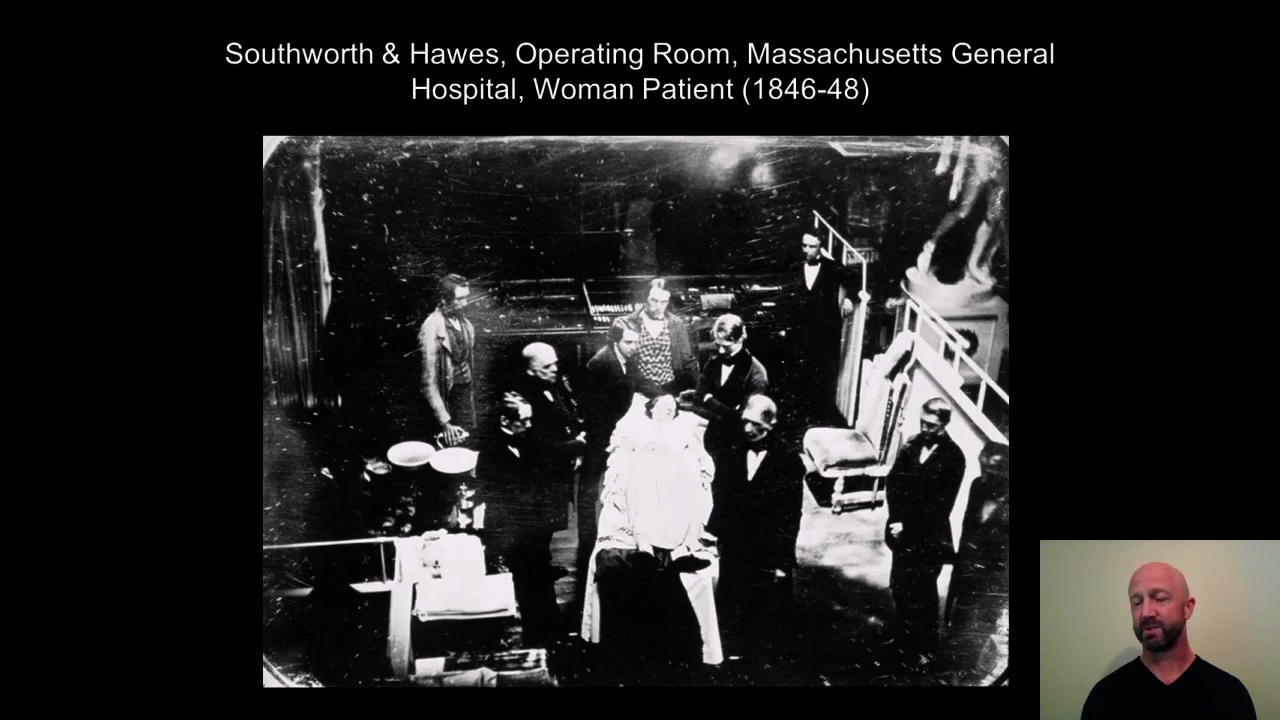 Southworth & Hawes, Operating Room, Massachusetts General
Hospital, Woman Patient (1846-48)